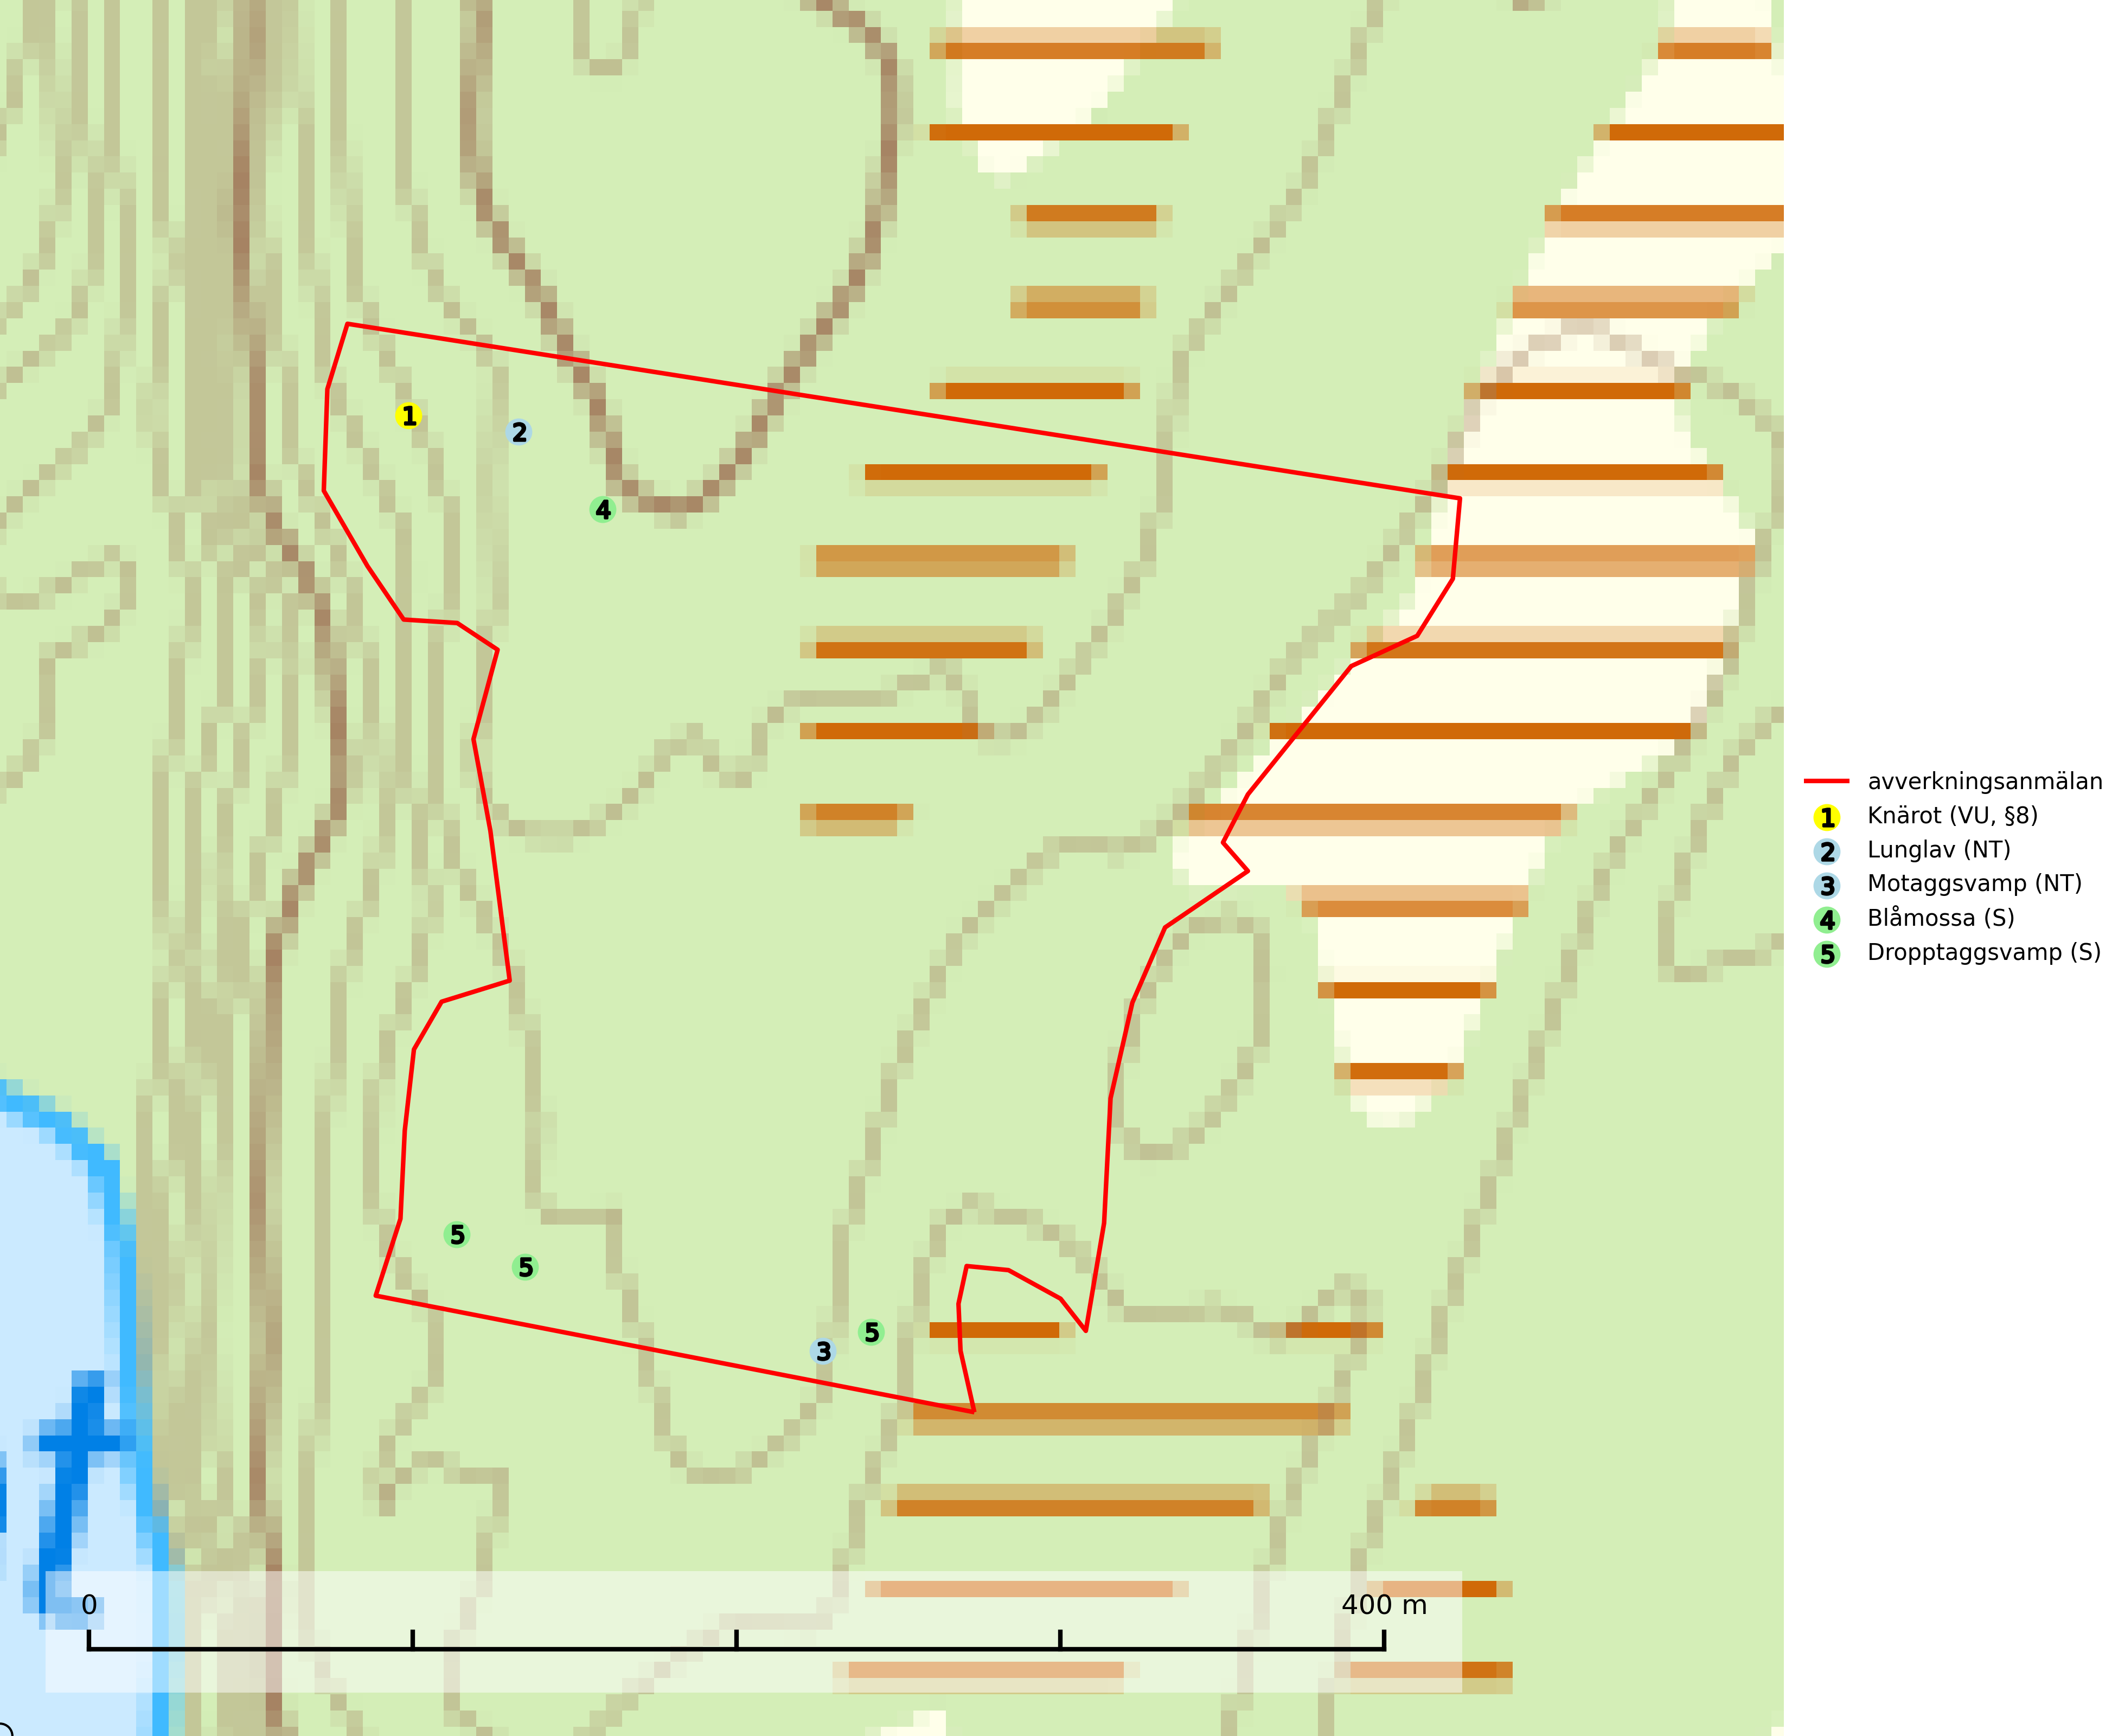 1
2
4
5
5
3
5
0
400 m
avverkningsanmälan
1 Knärot (VU, §8)
2 Lunglav (NT)
3 Motaggsvamp (NT)
4 Blåmossa (S)
5 Dropptaggsvamp (S)